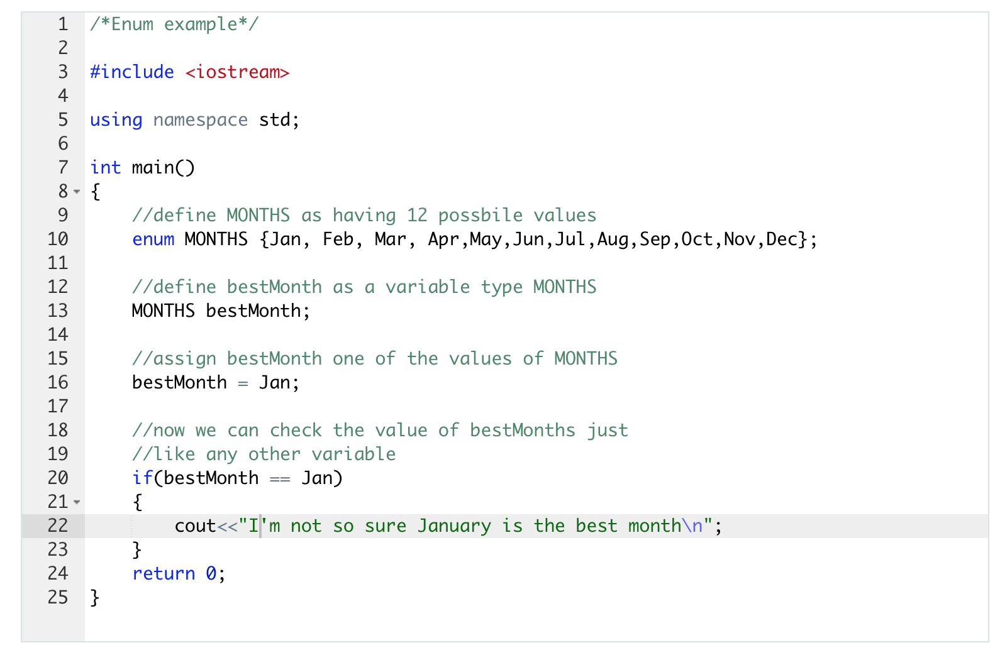 1 /*Enum example*/
2
3 #include <iostream>
4
5 using namespace std;
6
7 int main()
8 {
9 //define MONTHS as having 12 possbile values
10 enum MONTHS {Jan, Feb, Mar, Apr,May,Jun,Jul,Aug,Sep,Oct,Nov,Dec};
11
12 //define bestMonth as a variable type MONTHS
13 MONTHS bestMonth;
14
15 //assign bestMonth one of the values of MONTHS
16 bestMonth = Jan;
17
18 //now we can check the value of bestMonths just
19 //like any other variable
20 if(bestMonth == Jan)
21 {
22 cout<<"I'm not so sure January is the best month\n";
23 }
24 return 0;
25 }